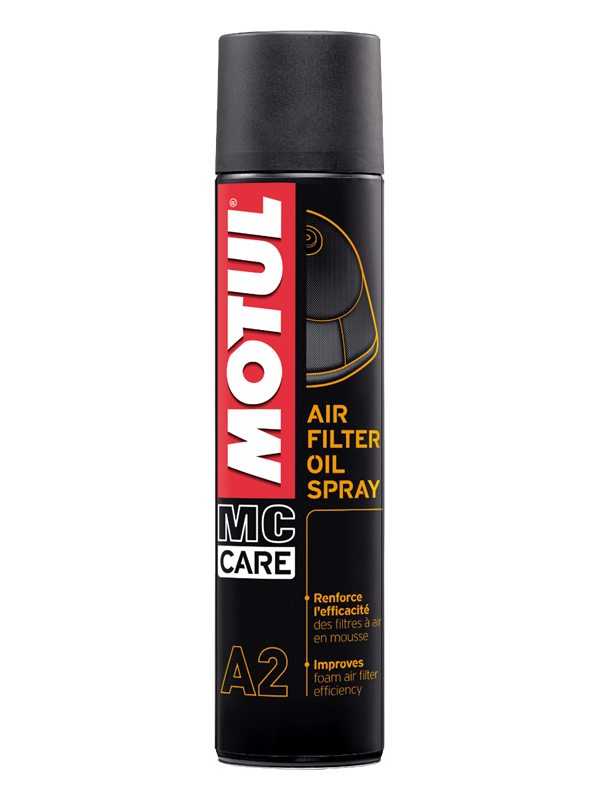 MOTUL®
AIR
FILTER
OIL
SPRAY
MC
CARE
Renforce
l'efficacité
des filtres à air
en mousse
A2
Improves
foam air filter
efficiency